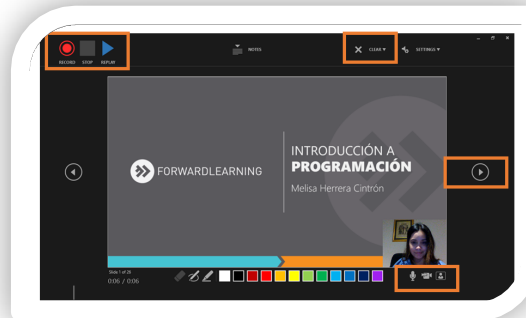 NOTES
CLEAR
SETTINGS
RECORD STOP REPLAY
FORWARDLEARNING
INTRODUCCIÓN A
PROGRAMACIÓN
Melisa Herrera Cintrón
Slide 1 of 26
0:06 / 0:06